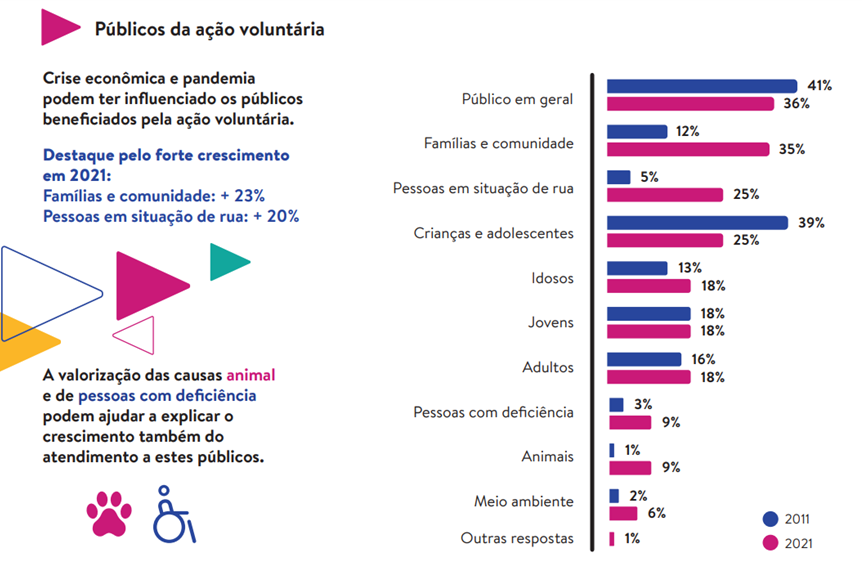 Públicos da ação voluntária
Crise econômica e pandemia
podem ter influenciado os públicos
beneficiados pela ação voluntária.
Destaque pelo forte crescimento
em 2021:
Famílias e comunidade: + 23%
Pessoas em situação de rua: + 20%
A valorização das causas animal
e de pessoas com deficiência
podem ajudar a explicar o
crescimento também do
atendimento a estes públicos.
Público em geral
41%
36%
Famílias e comunidade
12%
35%
Pessoas em situação de rua
5%
25%
Crianças e adolescentes
39%
25%
Idosos
13%
18%
Jovens
18%
18%
Adultos
16%
18%
Pessoas com deficiência
3%
9%
Animais
1%
9%
Meio ambiente
2%
6%
Outras respostas
1%
2011
2021